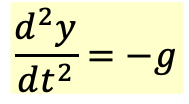 d²y/dt² = −g